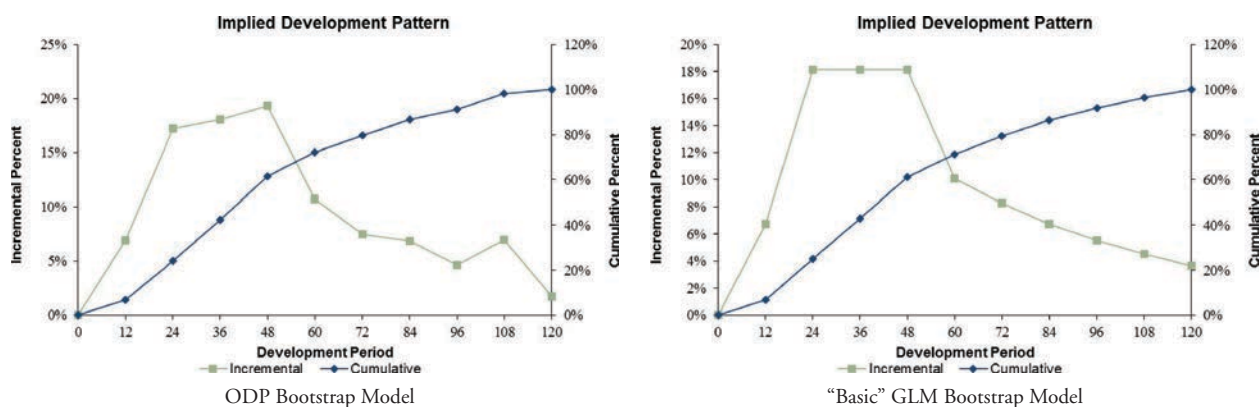 Implied Development Pattern
25%
20%
15%
10%
5%
0%
Incremental Percent
120%
100%
80%
60%
40%
20%
0%
Cumulative Percent
0 12 24 36 48 60 72 84 96 108 120
Development Period
Incremental Cumulative
ODP Bootstrap Model
Implied Development Pattern
20%
18%
16%
14%
12%
10%
8%
6%
4%
2%
0%
Incremental Percent
120%
100%
80%
60%
40%
20%
0%
Cumulative Percent
0 12 24 36 48 60 72 84 96 108 120
Development Period
Incremental Cumulative
“Basic” GLM Bootstrap Model